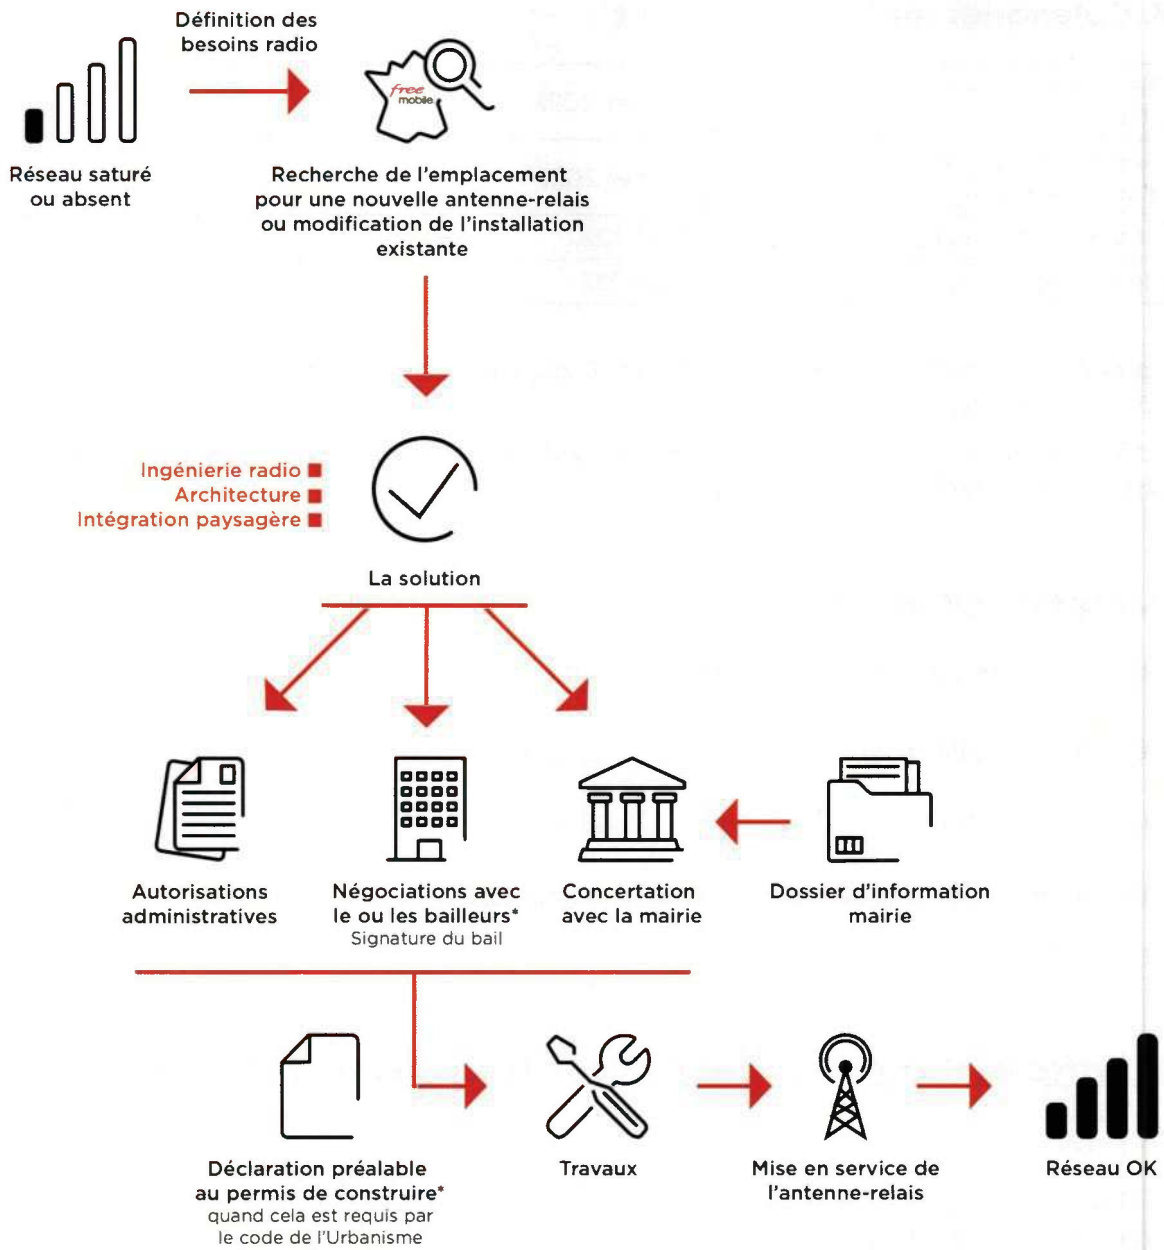 Définition des
besoins radio
free
mobile
Réseau saturé
ou absent
Recherche de l'emplacement
pour une nouvelle antenne-relais
ou modification de l'installation
existante
Ingénierie radio
Architecture
Intégration paysagère
La solution
Autorisations
administratives
Négociations avec
le ou les bailleurs*
Signature du bail
Concertation
avec la mairie
Dossier d'information
mairie
Déclaration préalable
au permis de construire*
quand cela est requis par
le code de l'Urbanisme
Travaux
Mise en service de
l'antenne-relais
Réseau OK